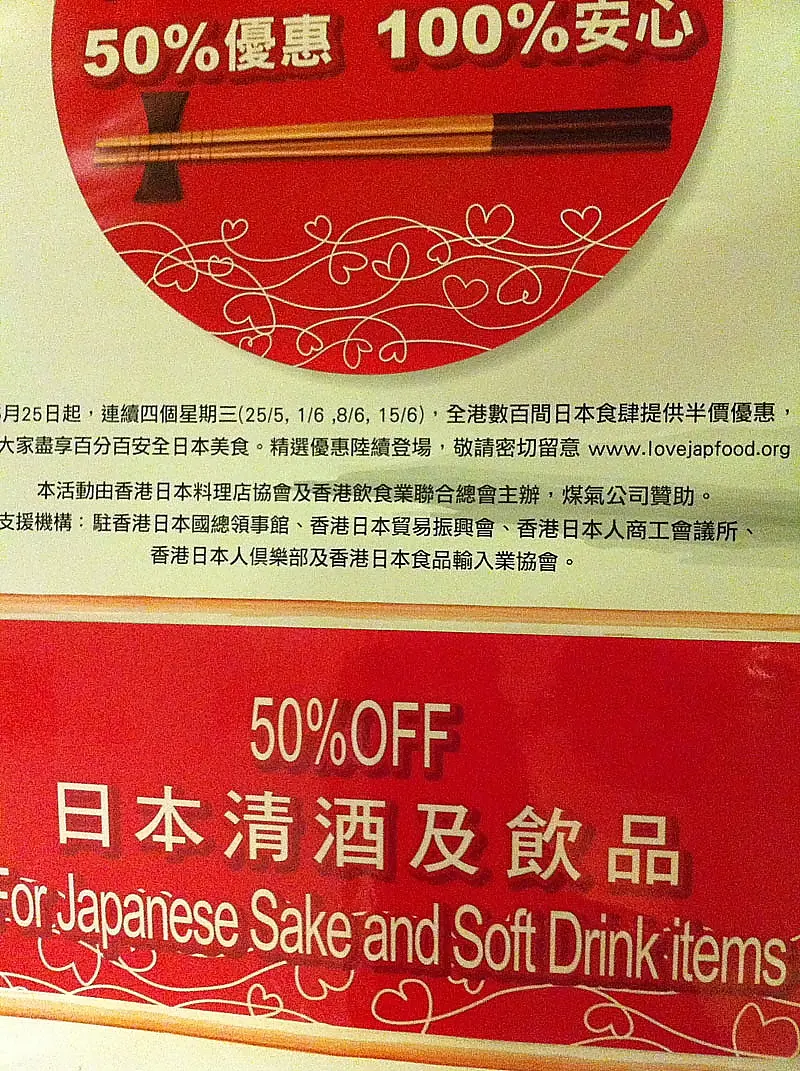 50%優惠 100%安心
月25日起，連續四個星期三(25/5, 1/6 ,8/6, 15/6)，全港數百間日本食肆提供半價優惠，
大家盡享百分百安全日本美食。精選優惠陸續登場，敬請密切留意 www.lovejapfood.org
本活動由香港日本料理店協會及香港飲食業聯合總會主辦，煤氣公司贊助。
支援機構：駐香港日本國總領事館、香港日本貿易振興會、香港日本人商工會議所、
香港日本人倶樂部及香港日本食品輸入業協會。
50%OFF
日本清酒及飲品
For Japanese Sake and Soft Drink items